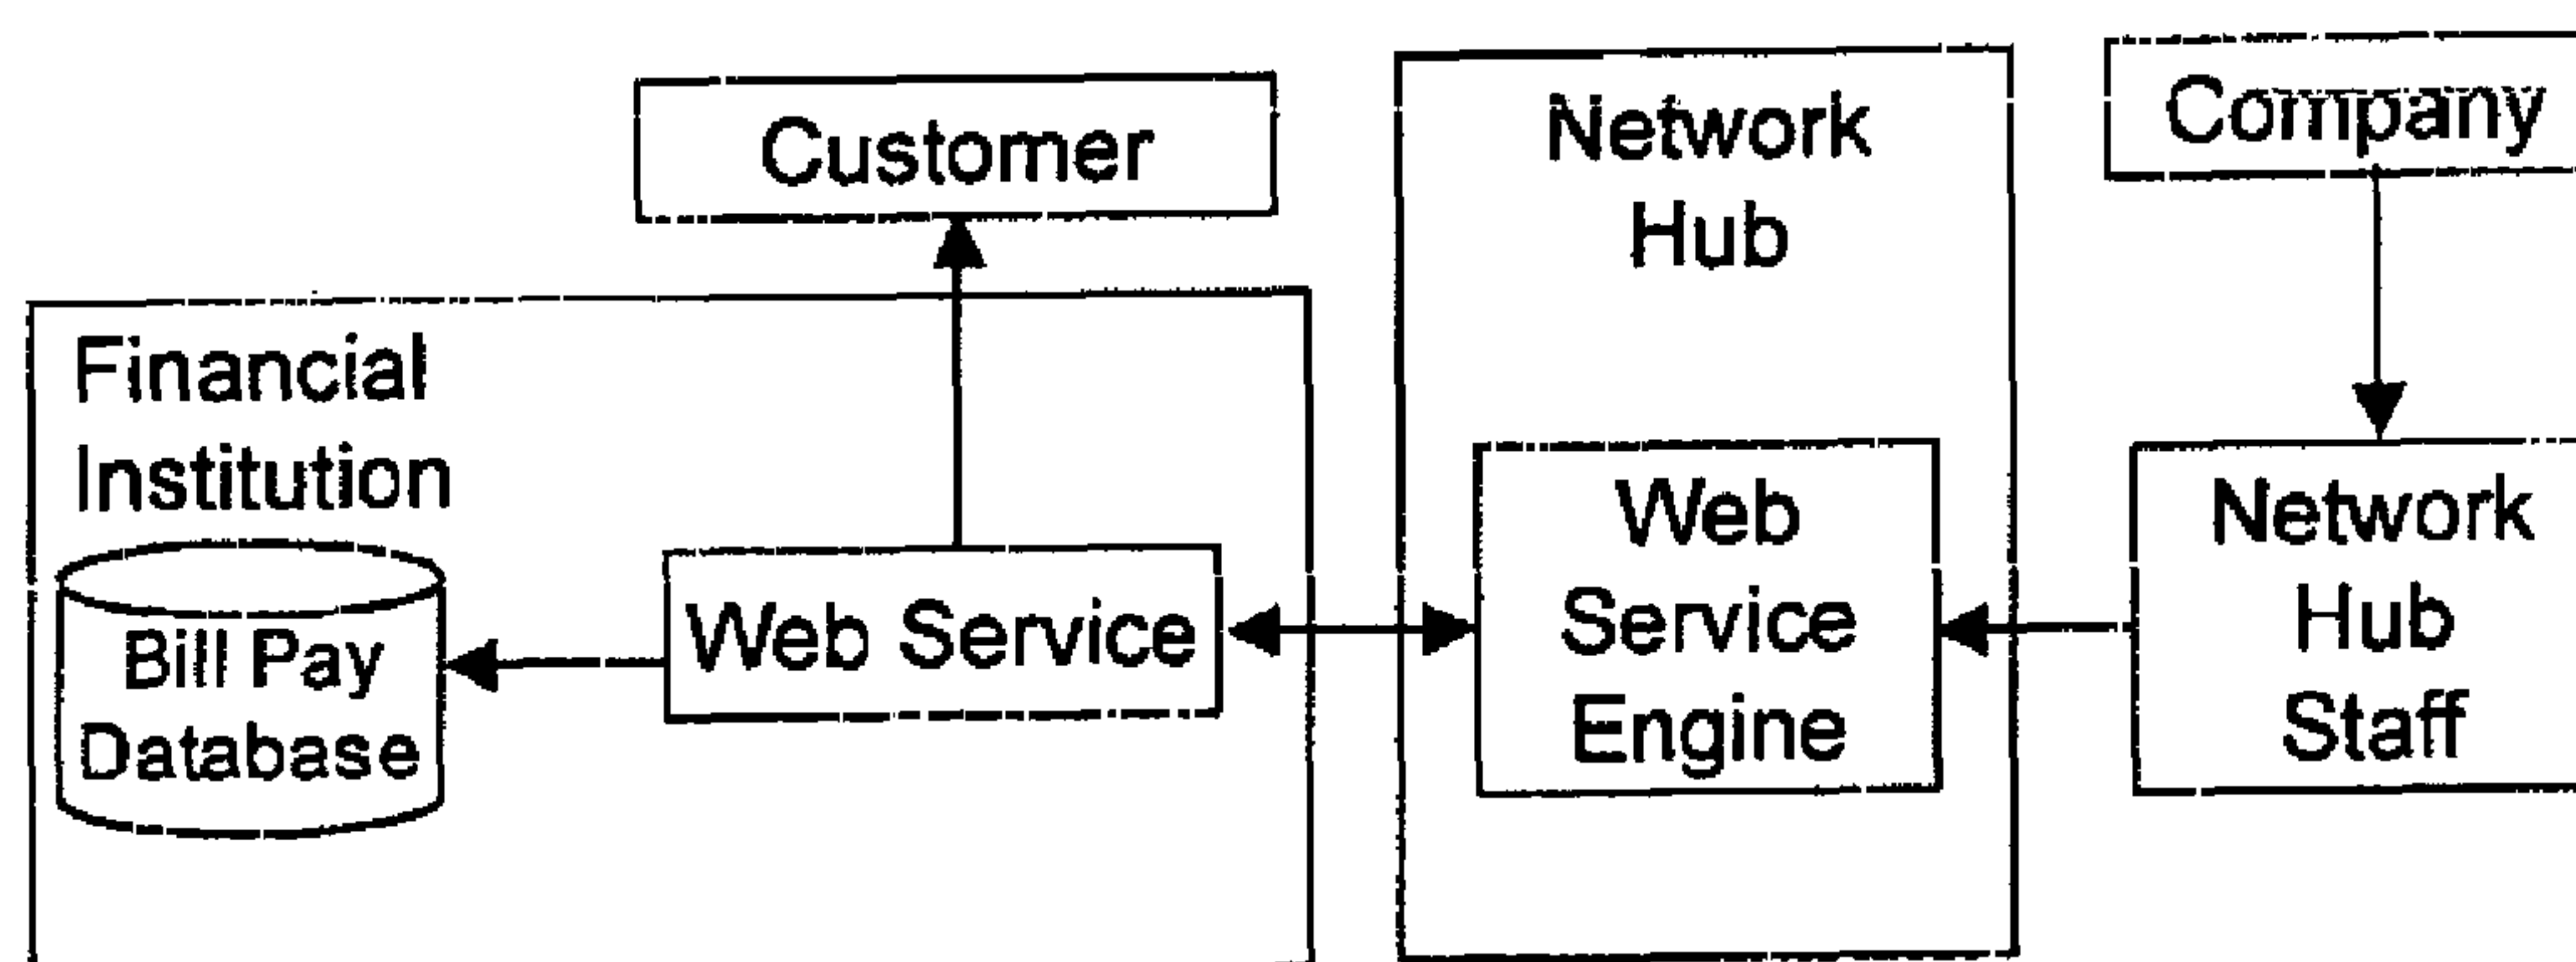 Customer
Network
Hub
Company
Financial
Institution
Bill Pay
Database
Web Service
Web
Service
Engine
Network
Hub
Staff